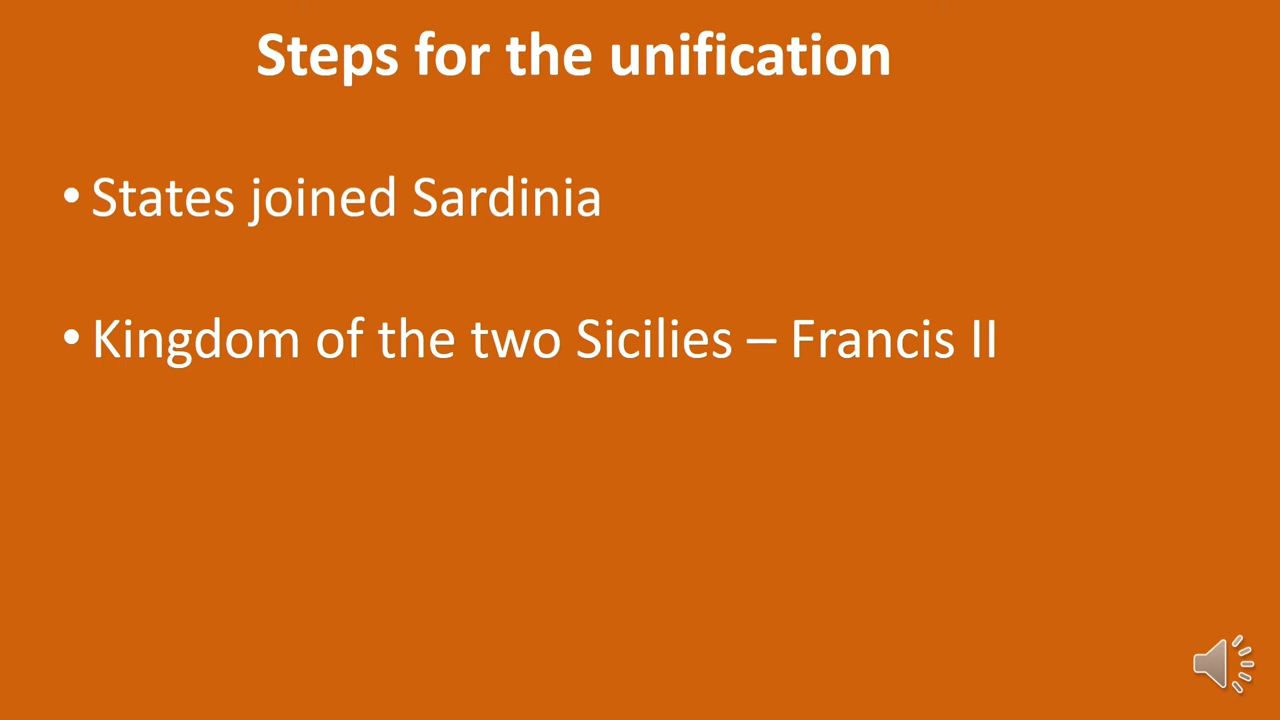 Steps for the unification
• States joined Sardinia
• Kingdom of the two Sicilies – Francis II